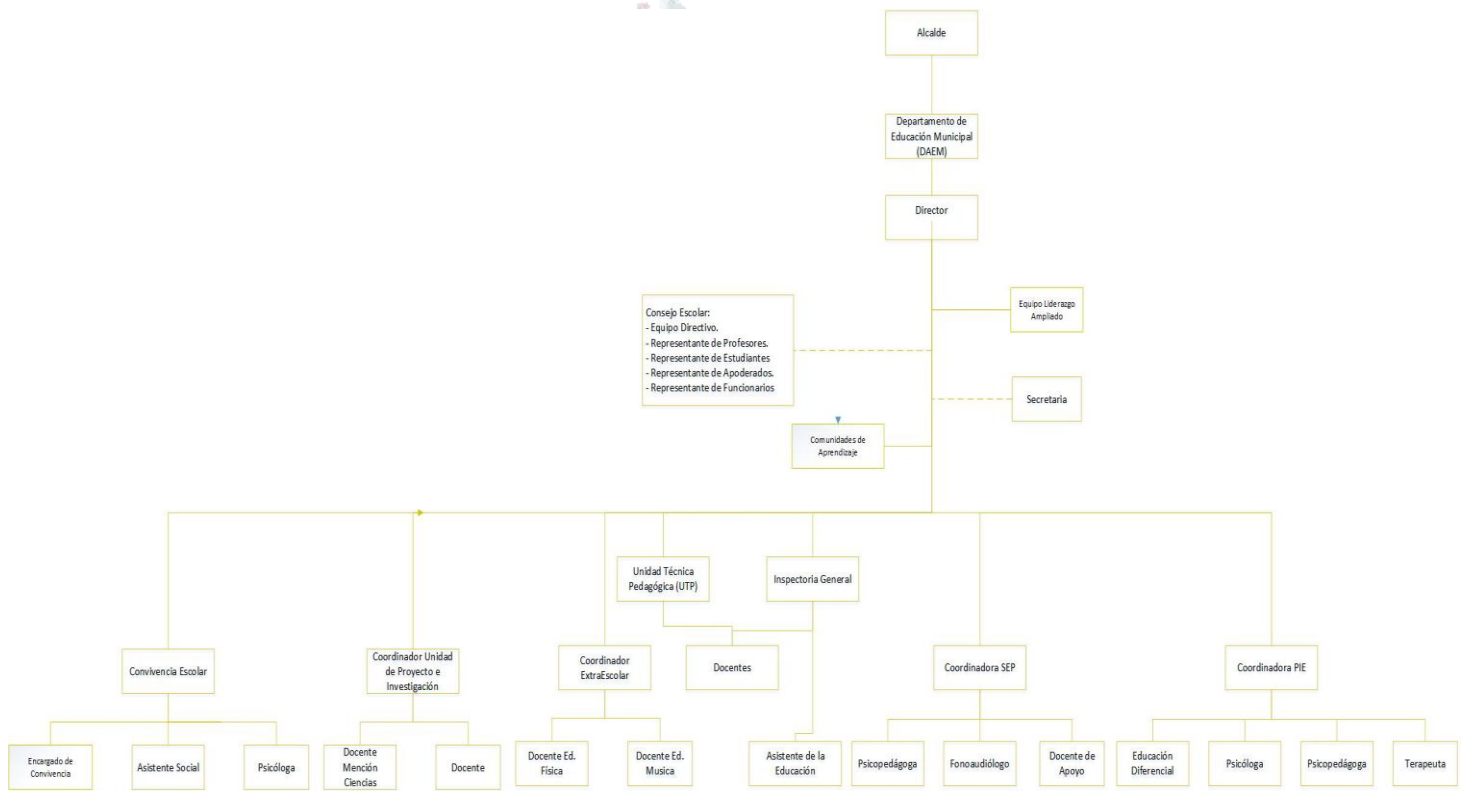 Alcalde
Departamento de
Educación Municipal
(DAEM)
Director
Equipo Liderazgo
Ampliado
Consejo Escolar:
- Equipo Directivo.
- Representante de Profesores.
- Representante de Estudiantes
- Representante de Apoderados.
- Representante de Funcionarios
Secretaria
Comunidades de
Aprendizaje
Unidad Técnica
Pedagógica (UTP)
Inspectoria General
Convivencia Escolar
Coordinador Unidad
de Proyecto e
Investigación
Coordinador
ExtraEscolar
Docentes
Coordinadora SEP
Coordinadora PIE
Encargado de
Convivencia
Asistente Social
Psicóloga
Docente
Mención
Ciencias
Docente
Docente Ed.
Física
Docente Ed.
Musica
Asistente de la
Educación
Psicopedágoga
Fonoaudiólogo
Docente de
Apoyo
Educación
Diferencial
Psicóloga
Psicopedágoga
Terapeuta